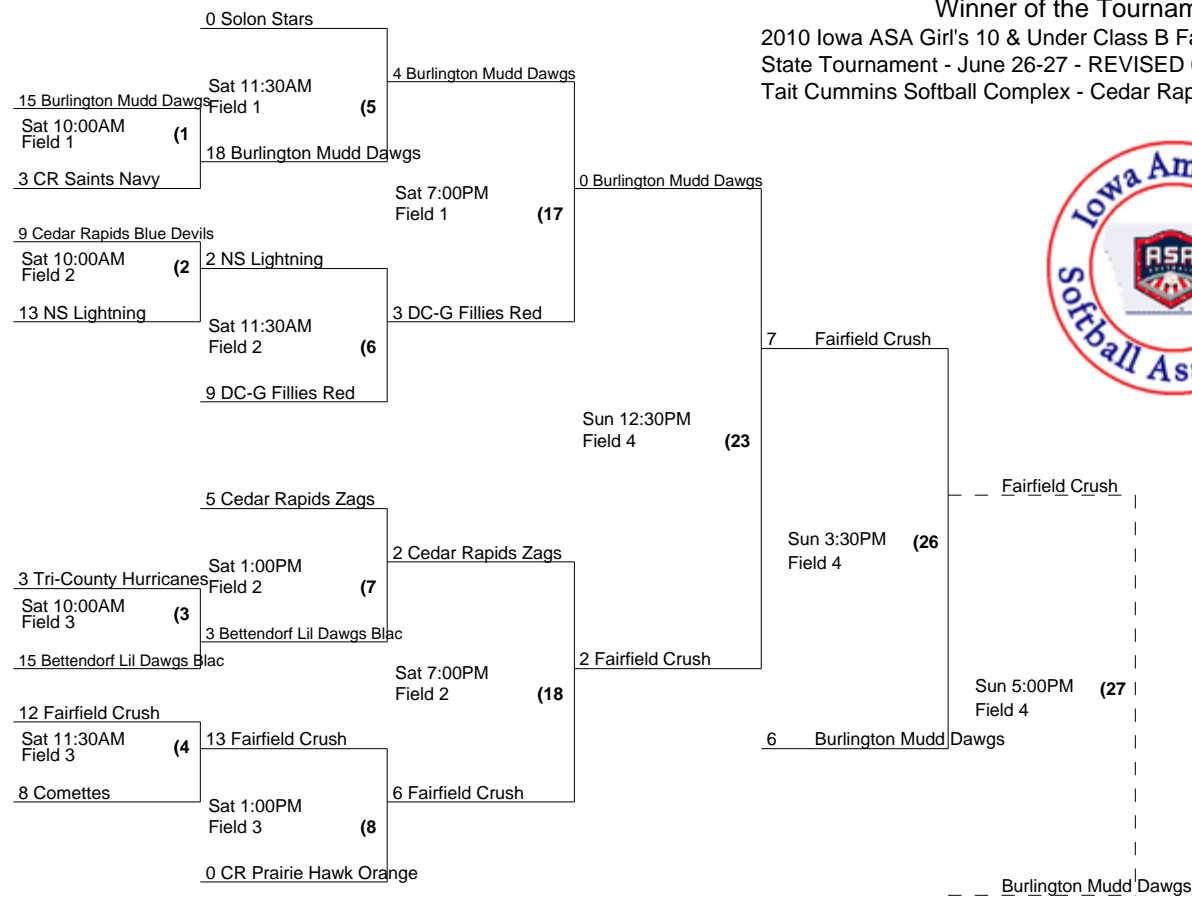 Winner of the Tournam
2010 Iowa ASA Girl's 10 & Under Class B Fa
State Tournament - June 26-27 - REVISED
Tait Cummins Softball Complex - Cedar Rap
Iowa Am
ASA
Softball Ass
0 Solon Stars
Sat 11:30AM
Field 1 (5
15 Burlington Mudd Dawgs
Sat 10:00AM
Field 1 (1
3 CR Saints Navy
18 Burlington Mudd Dawgs
4 Burlington Mudd Dawgs
Sat 7:00PM
Field 1 (17
9 Cedar Rapids Blue Devils
Sat 10:00AM
Field 2 (2
13 NS Lightning
2 NS Lightning
Sat 11:30AM
Field 2 (6
9 DC-G Fillies Red
3 DC-G Fillies Red
0 Burlington Mudd Dawgs
Sun 12:30PM
Field 4 (23
5 Cedar Rapids Zags
Sat 1:00PM
Field 2 (7
3 Tri-County Hurricanes
Sat 10:00AM
Field 3 (3
15 Bettendorf Lil Dawgs Blac
3 Bettendorf Lil Dawgs Blac
2 Cedar Rapids Zags
Sat 7:00PM
Field 2 (18
12 Fairfield Crush
Sat 11:30AM
Field 3 (4
8 Comettes
13 Fairfield Crush
Sat 1:00PM
Field 3 (8
0 CR Prairie Hawk Orange
6 Fairfield Crush
2 Fairfield Crush
7 Fairfield Crush
Sun 3:30PM
Field 4 (26
6 Burlington Mudd Dawgs
Fairfield Crush
Sun 5:00PM
Field 4 (27
Burlington Mudd Dawgs